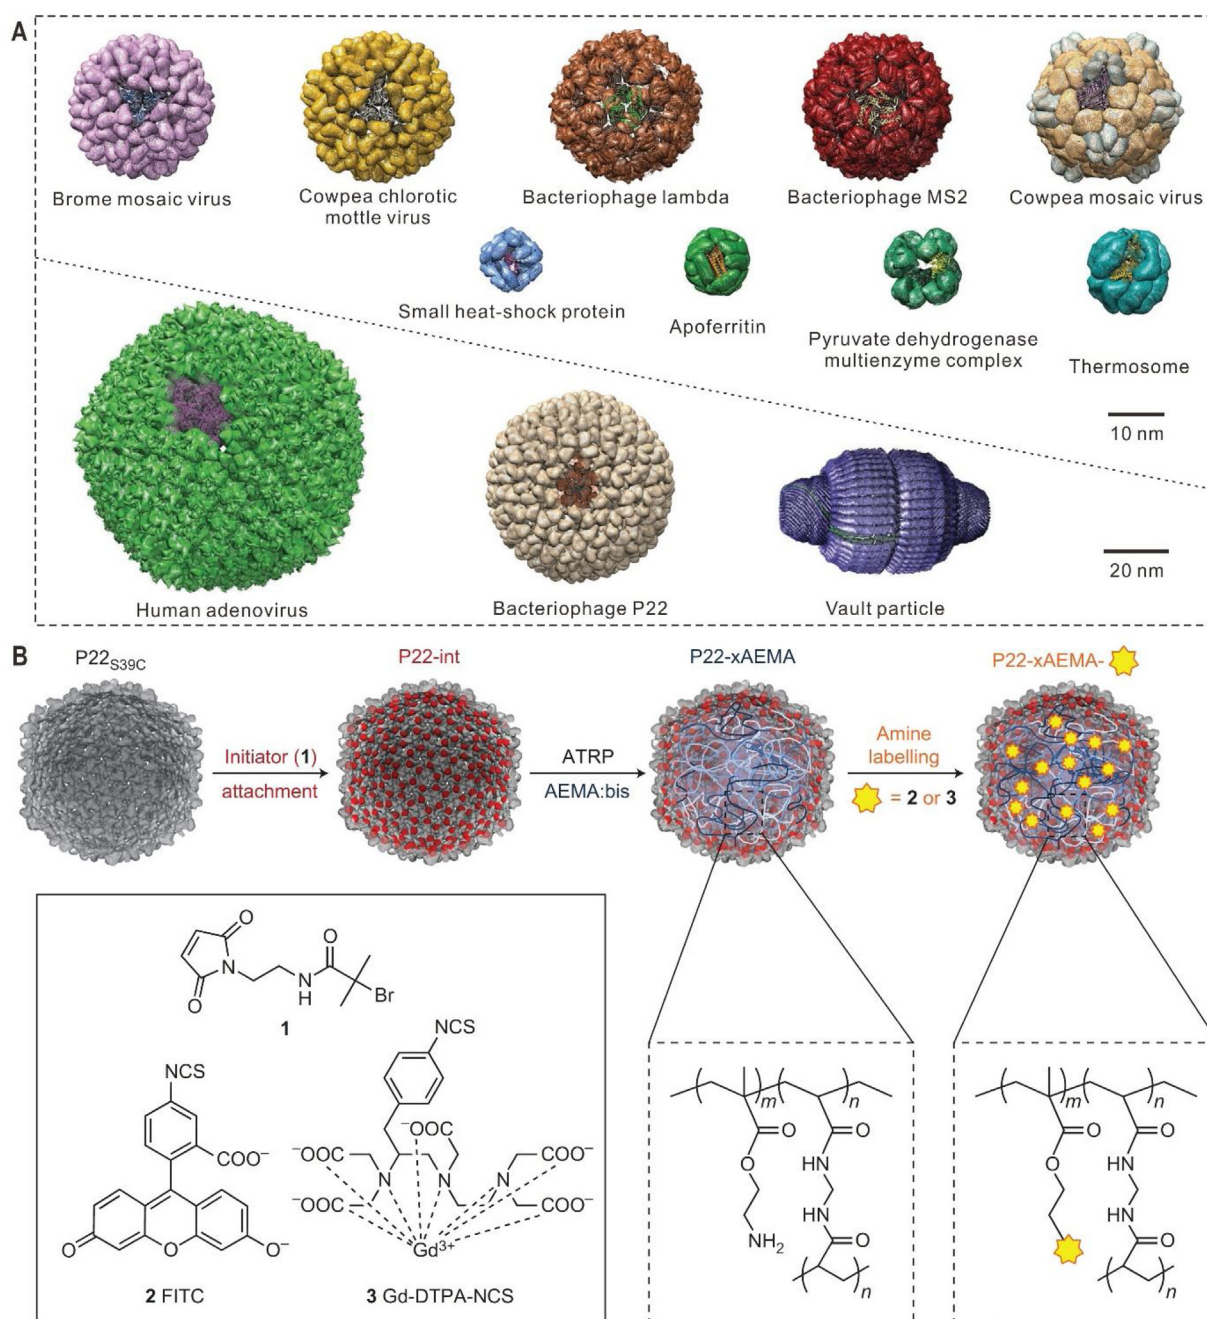 A
Brome mosaic virus
Cowpea chlorotic
mottle virus
Bacteriophage lambda
Bacteriophage MS2
Cowpea mosaic virus
Small heat-shock protein
Apoferritin
Pyruvate dehydrogenase
multienzyme complex
Thermosome
10 nm
Human adenovirus
Bacteriophage P22
Vault particle
20 nm
B
P22S39C
P22-int
P22-xAEMA
P22-xAEMA-
Initiator (1)
attachment
ATRP
AEMA:bis
Amine
labelling
= 2 or 3
O
N
O
O
N
H
Br
1
NCS
COO⁻
O
O
O⁻
2 FITC
NCS
⁻OOC
⁻OOC
COO⁻
N
N
N
⁻OOC
COO⁻
Gd³⁺
3 Gd-DTPA-NCS
m
n
O
O
O
HN
HN
NH₂
O
n
m
n
O
O
O
HN
HN
O
n